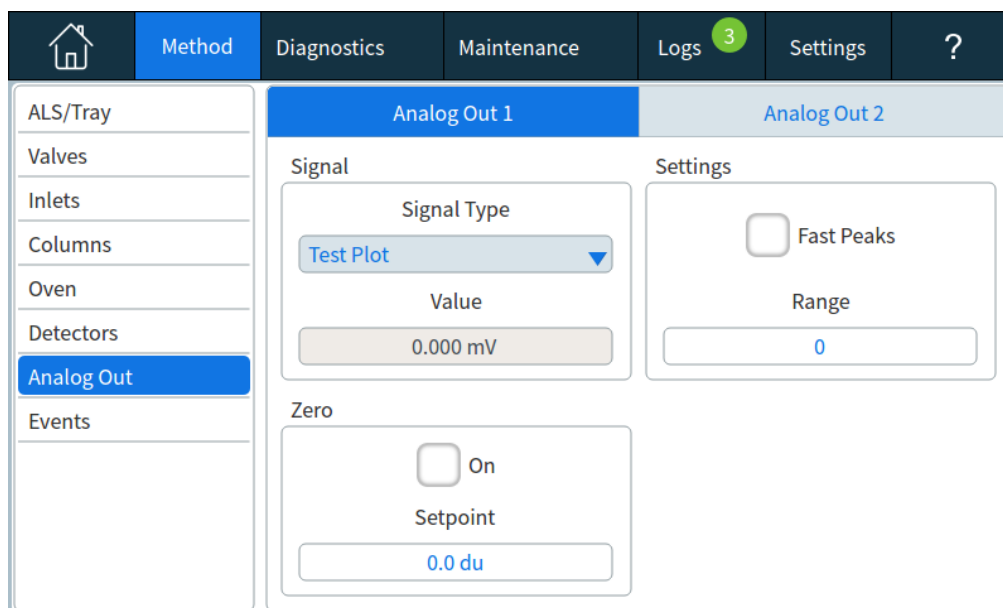 Method Diagnostics Maintenance Logs 3 Settings ?
ALS/Tray
Valves
Inlets
Columns
Oven
Detectors
Analog Out
Events
Analog Out 1 Analog Out 2
Signal
Signal Type
Test Plot
Value
0.000 mV
Settings
Fast Peaks
Range
0
Zero
On
Setpoint
0.0 du